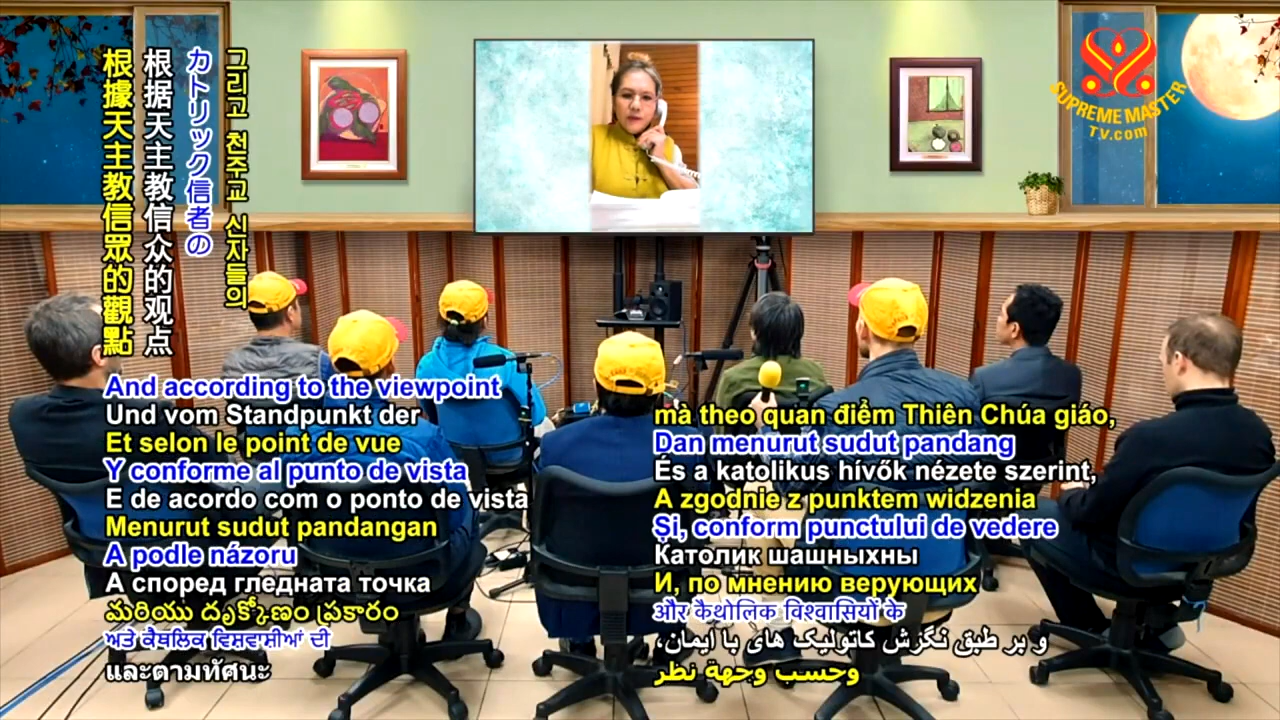 그리고 천주교 신자들의
カトリック信者の
根据天主教信众的观点
根據天主教信眾的觀點
SUPREME MASTER
TV.com
And according to the viewpoint
Und vom Standpunkt der
Et selon le point de vue
Y conforme al punto de vista
E de acordo com o ponto de vista
Menurut sudut pandangan
A podle názoru
А според гледната точка
మరియు దృక్కోణం ప్రకారం
ਅਤੇ ਕੈਥਲਿਕ ਵਿਸ਼ਵਾਸ਼ੀਆਂ ਦੀ
และตามทัศนะ
mà theo quan điểm Thiên Chúa giáo,
Dan menurut sudut pandang
És a katolikus hívők nézete szerint,
A zgodnie z punktem widzenia
Și, conform punctului de vedere
Католик шашныхны
И, по мнению верующих
और कैथोलिक विश्वासियों के
و بر طبق نگرش کاتولیک های با ایمان،
وحسب وجهة نظر